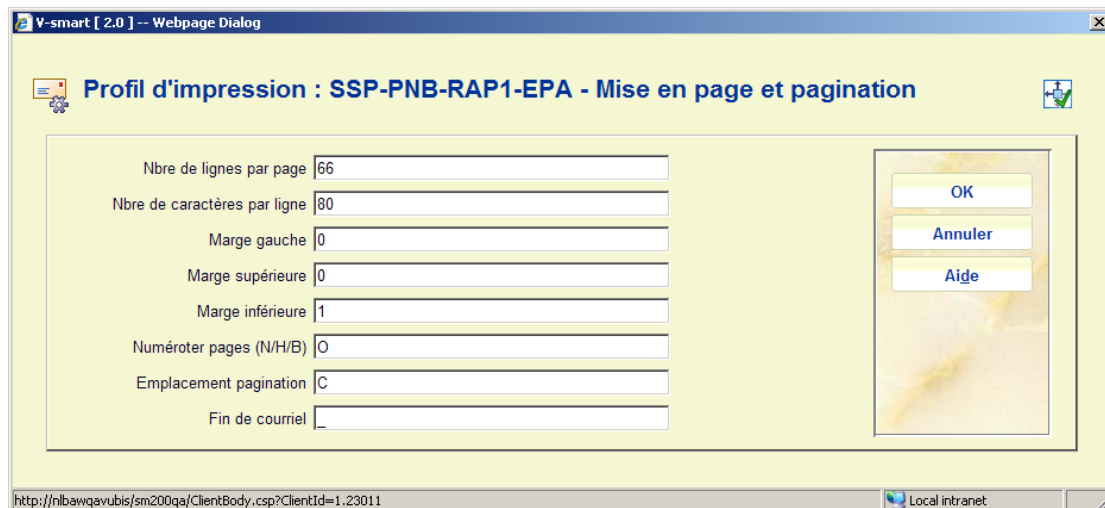 V-smart [ 2.0 ] -- Webpage Dialog
Profil d'impression : SSP-PNB-RAP1-EPA - Mise en page et pagination
Nbre de lignes par page 66
Nbre de caractères par ligne 80
Marge gauche 0
Marge supérieure 0
Marge inférieure 1
Numéroter pages (N/H/B) O
Emplacement pagination C
Fin de courriel _
OK
Annuler
Aide
http://nlbawqavubis/sm200qa/ClientBody.csp?ClientId=1.23011
Local intranet